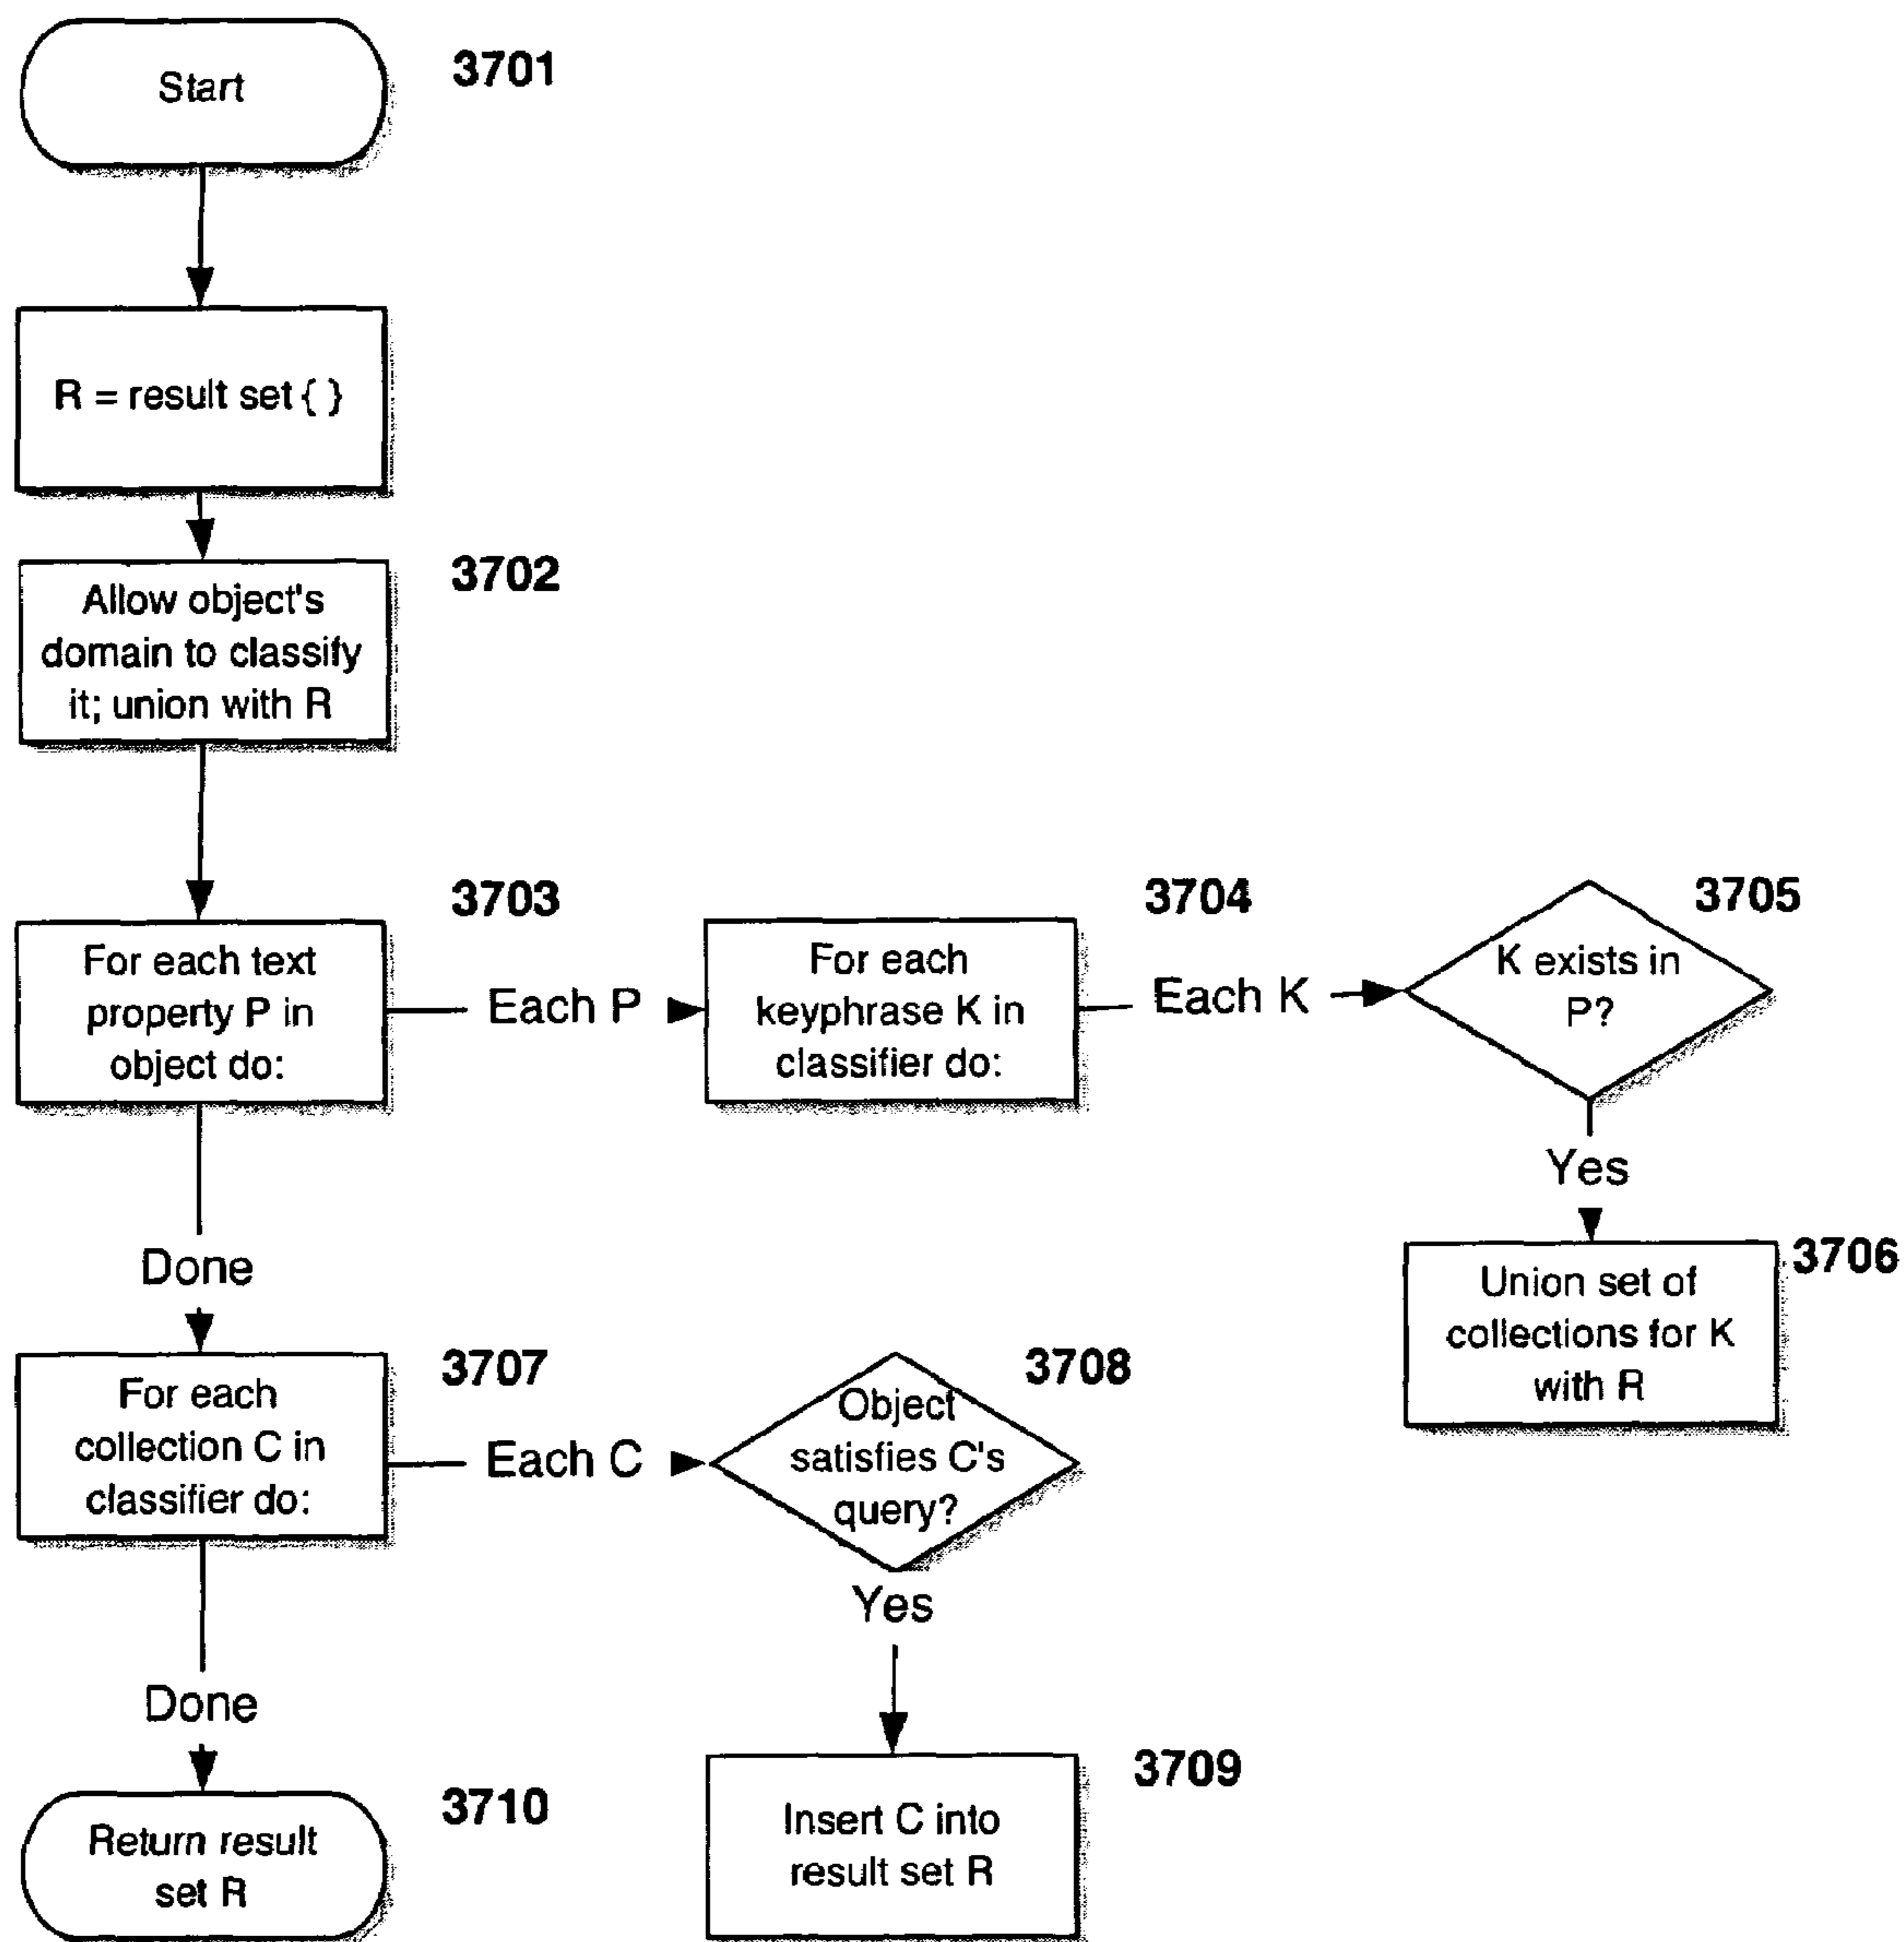 Start
3701
R = result set { }
3702
Allow object's
domain to classify
it; union with R
3703
For each text
property P in
object do:
Each P
3704
For each
keyphrase K in
classifier do:
Each K
3705
K exists in
P?
Yes
3706
Union set of
collections for K
with R
Done
3707
For each
collection C in
classifier do:
Each C
3708
Object
satisfies C's
query?
Yes
3709
Insert C into
result set R
Done
3710
Return result
set R